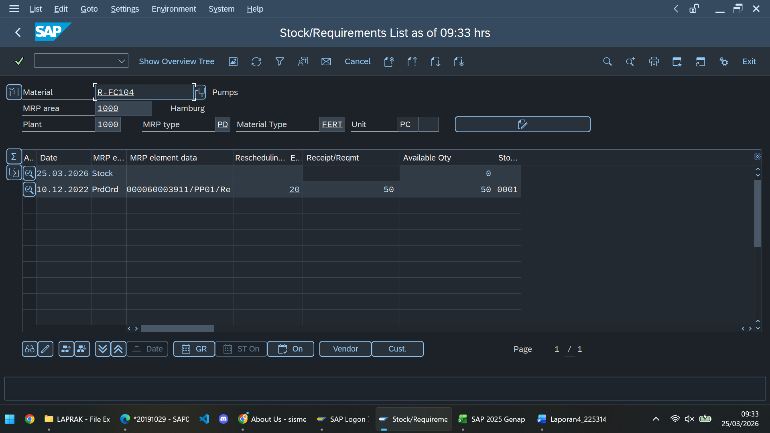 List Edit Goto Settings Environment System Help
SAP Stock/Requirements List as of 09:33 hrs
Show Overview Tree Cancel Exit
Material R-FC104 Pumps
MRP area 1000 Hamburg
Plant 1000 MRP type PD Material Type FERT Unit PC
A.. Date MRP e... MRP element data Reschedulin... E.. Receipt/Reqmt Available Qty Sto...
25.03.2026 Stock 0
10.12.2022 PrdOrd 000060003911/PP01/Re 20 50 50 0001
Date GR ST On On Vendor Cust. Page 1 / 1
LAPRAK - File Ex *20191029 - SAP0 About Us - sisme SAP Logon Stock/Requireme SAP 2025 Genap Laporan4_225314 09:33
25/03/2026